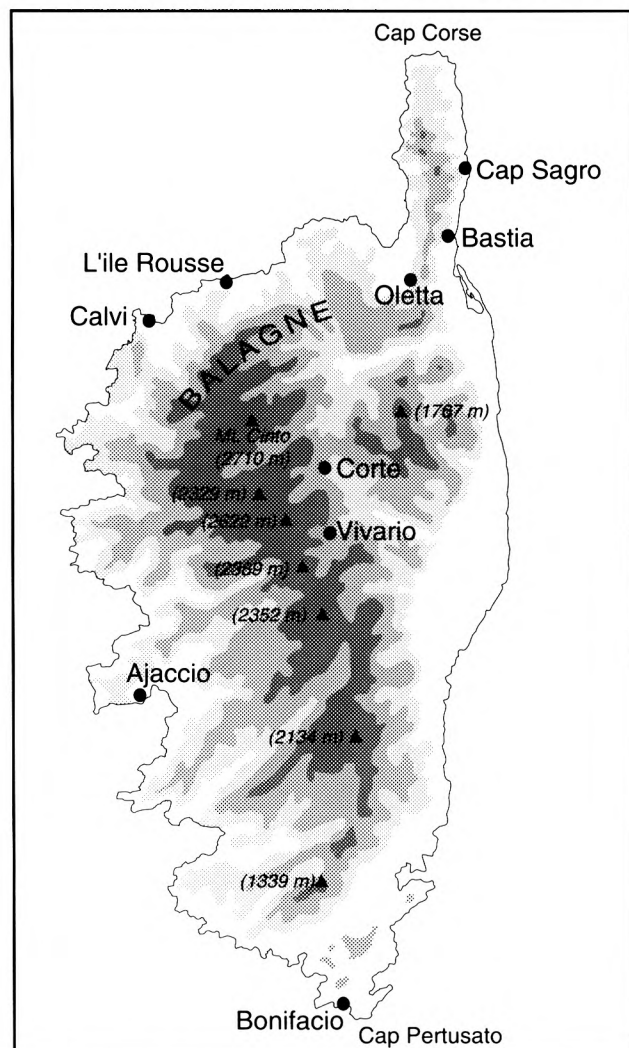 Cap Corse
Cap Sagro
Bastia
L'ile Rousse
Oletta
Calvi
BALAGNE
(1767 m)
Mt. Cinto
(2710 m)
Corte
(2329 m)
(2622 m)
Vivario
(2389 m)
(2352 m)
Ajaccio
(2134 m)
(1339 m)
Bonifacio
Cap Pertusato